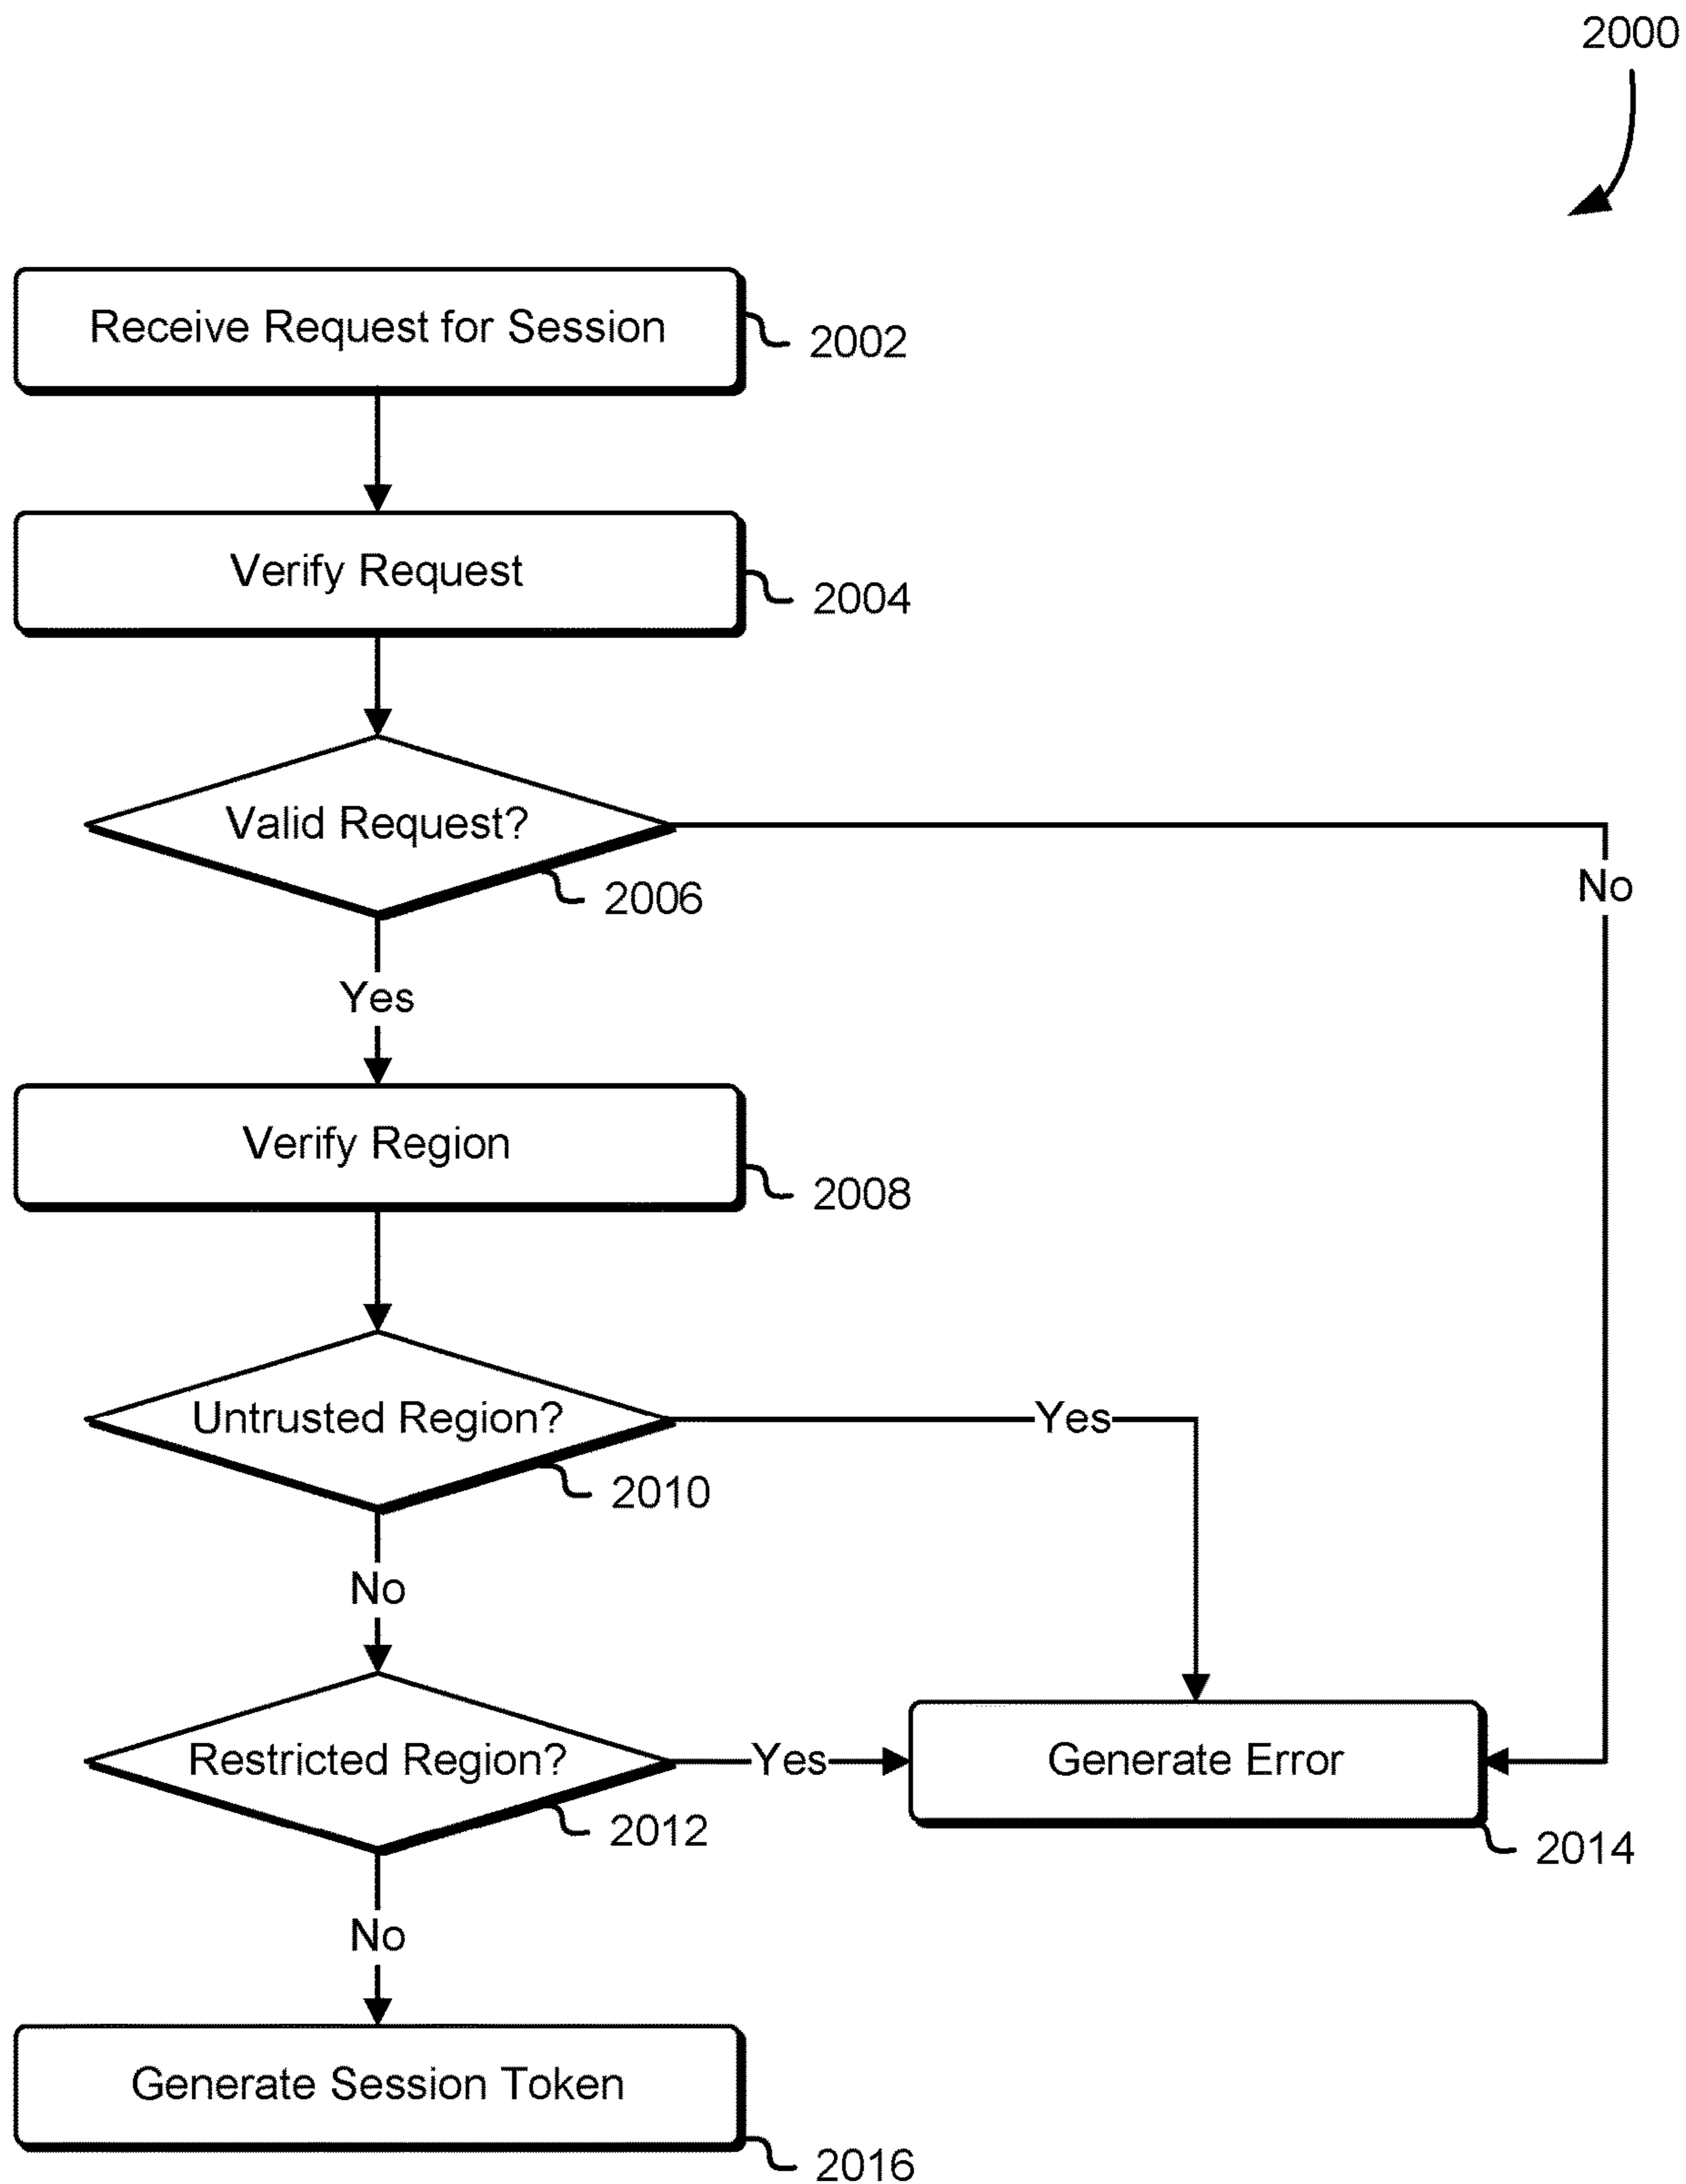 2000
Receive Request for Session
2002
Verify Request
2004
Valid Request?
2006
No
Yes
Verify Region
2008
Untrusted Region?
Yes
2010
No
Restricted Region?
Yes
Generate Error
2012
2014
No
Generate Session Token
2016